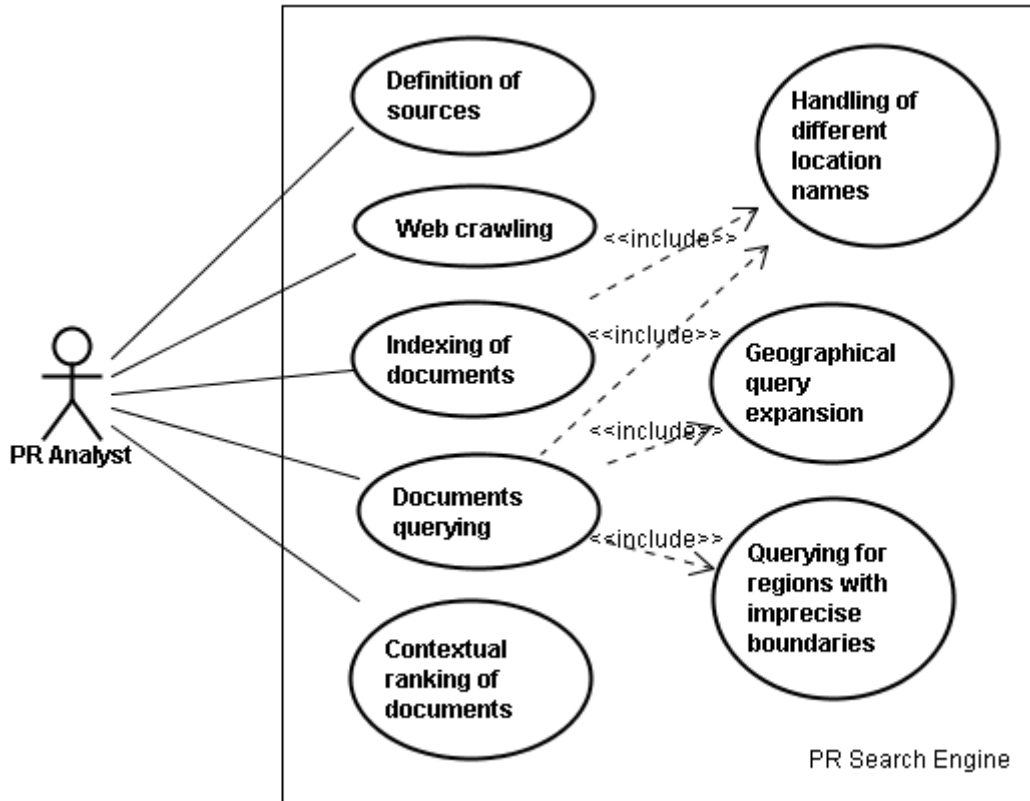 Definition of
sources
Handling of
different
location
names
Web crawling
<<include>>
Indexing of
documents
<<include>>
Geographical
query
expansion
PR Analyst
<<include>>
Documents
querying
<<include>>
Querying for
regions with
imprecise
boundaries
Contextual
ranking of
documents
PR Search Engine